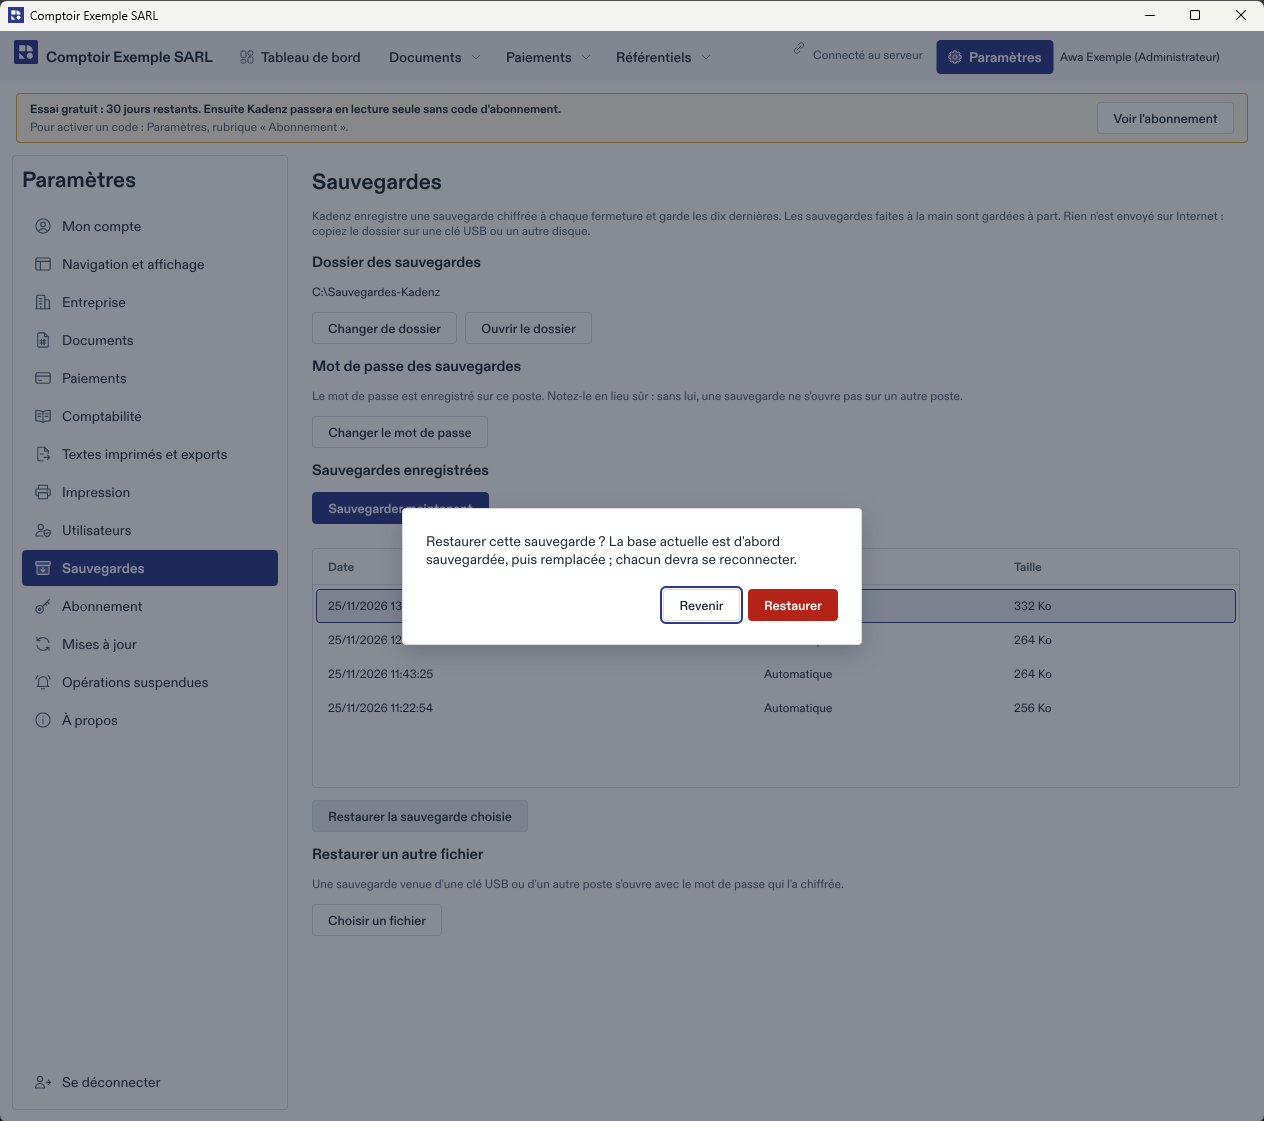 Comptoir Exemple SARL
Comptoir Exemple SARL
Tableau de bord
Documents
Paiements
Référentiels
Connecté au serveur
Paramètres
Awa Exemple (Administrateur)
Essai gratuit : 30 jours restants. Ensuite Kadenz passera en lecture seule sans code d'abonnement.
Pour activer un code : Paramètres, rubrique « Abonnement ».
Voir l'abonnement
Paramètres
Mon compte
Navigation et affichage
Entreprise
Documents
Paiements
Comptabilité
Textes imprimés et exports
Impression
Utilisateurs
Sauvegardes
Abonnement
Mises à jour
Opérations suspendues
À propos
Se déconnecter
Sauvegardes
Kadenz enregistre une sauvegarde chiffrée à chaque fermeture et garde les dix dernières. Les sauvegardes faites à la main sont gardées à part. Rien n'est envoyé sur Internet :
copiez le dossier sur une clé USB ou un autre disque.
Dossier des sauvegardes
C:\Sauvegardes-Kadenz
Changer de dossier
Ouvrir le dossier
Mot de passe des sauvegardes
Le mot de passe est enregistré sur ce poste. Notez-le en lieu sûr : sans lui, une sauvegarde ne s'ouvre pas sur un autre poste.
Changer le mot de passe
Sauvegardes enregistrées
Sauvegarder maintenant
Restaurer cette sauvegarde ? La base actuelle est d'abord
sauvegardée, puis remplacée ; chacun devra se reconnecter.
Revenir
Restaurer
Date
Taille
25/11/2026 13
332 Ko
25/11/2026 12
264 Ko
25/11/2026 11:43:25
Automatique
264 Ko
25/11/2026 11:22:54
Automatique
256 Ko
Restaurer la sauvegarde choisie
Restaurer un autre fichier
Une sauvegarde venue d'une clé USB ou d'un autre poste s'ouvre avec le mot de passe qui l'a chiffrée.
Choisir un fichier